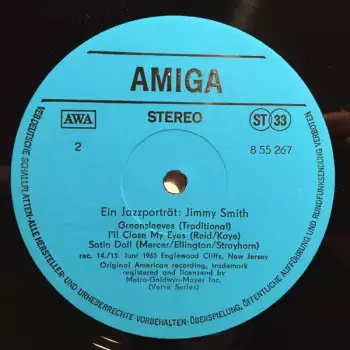 AMIGA
AWA
STEREO
ST 33
2
8 55 267
Ein Jazzporträt: Jimmy Smith
Greensleeves (Traditional)
I'll Close My Eyes (Reid/Kaye)
Satin Doll (Mercer/Ellington/Strayhorn)
rec. 14./15. Juni 1965 Englewood Cliffs, New Jersey
Original American recording, trademark
registered and licenced by
Metro-Goldwyn-Mayer Inc.
(Verve Series)
VEB DEUTSCHE SCHALLPLATTEN·ALLE HERSTELLER- UND URHEBERRECHTE VORBEHALTEN·ÜBERSPIELUNG, ÖFFENTLICHE AUFFÜHRUNG UND RUNDFUNKSENDUNG VERBOTEN